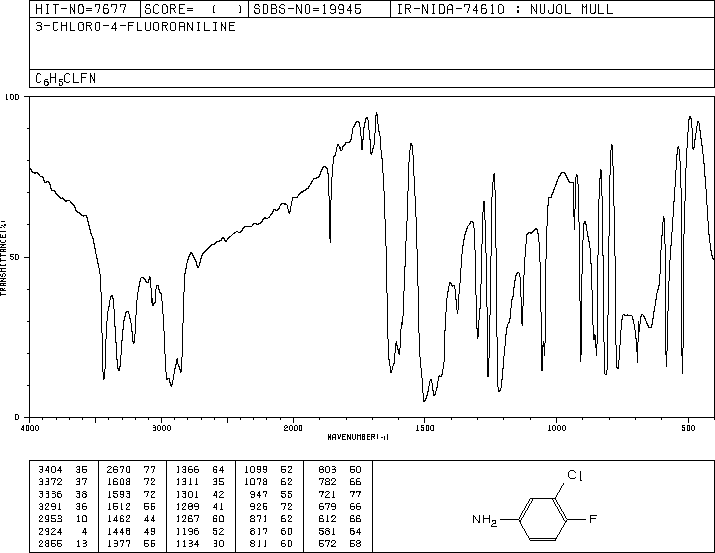 HIT-NO=7677 SCORE= ( ) SDBS-NO=19945 IR-NIDA-74610 : NUJOL MULL
3-CHLORO-4-FLUOROANILINE
C6H5CLFN
100
50
0
TRANSMITTANCE(%)
4000 3000 2000 1500 1000 500
WAVENUMBER(-1)
3404 35 2670 77 1366 64 1099 62 803 50
3372 37 1608 72 1311 35 1078 62 782 66
3336 38 1593 72 1301 42 947 55 721 77
3291 36 1512 66 1289 41 926 72 679 66
2953 10 1462 44 1267 60 871 62 612 66
2924 4 1448 49 1196 52 817 60 581 64
2855 13 1377 66 1134 30 811 60 572 68
Cl
NH2 F